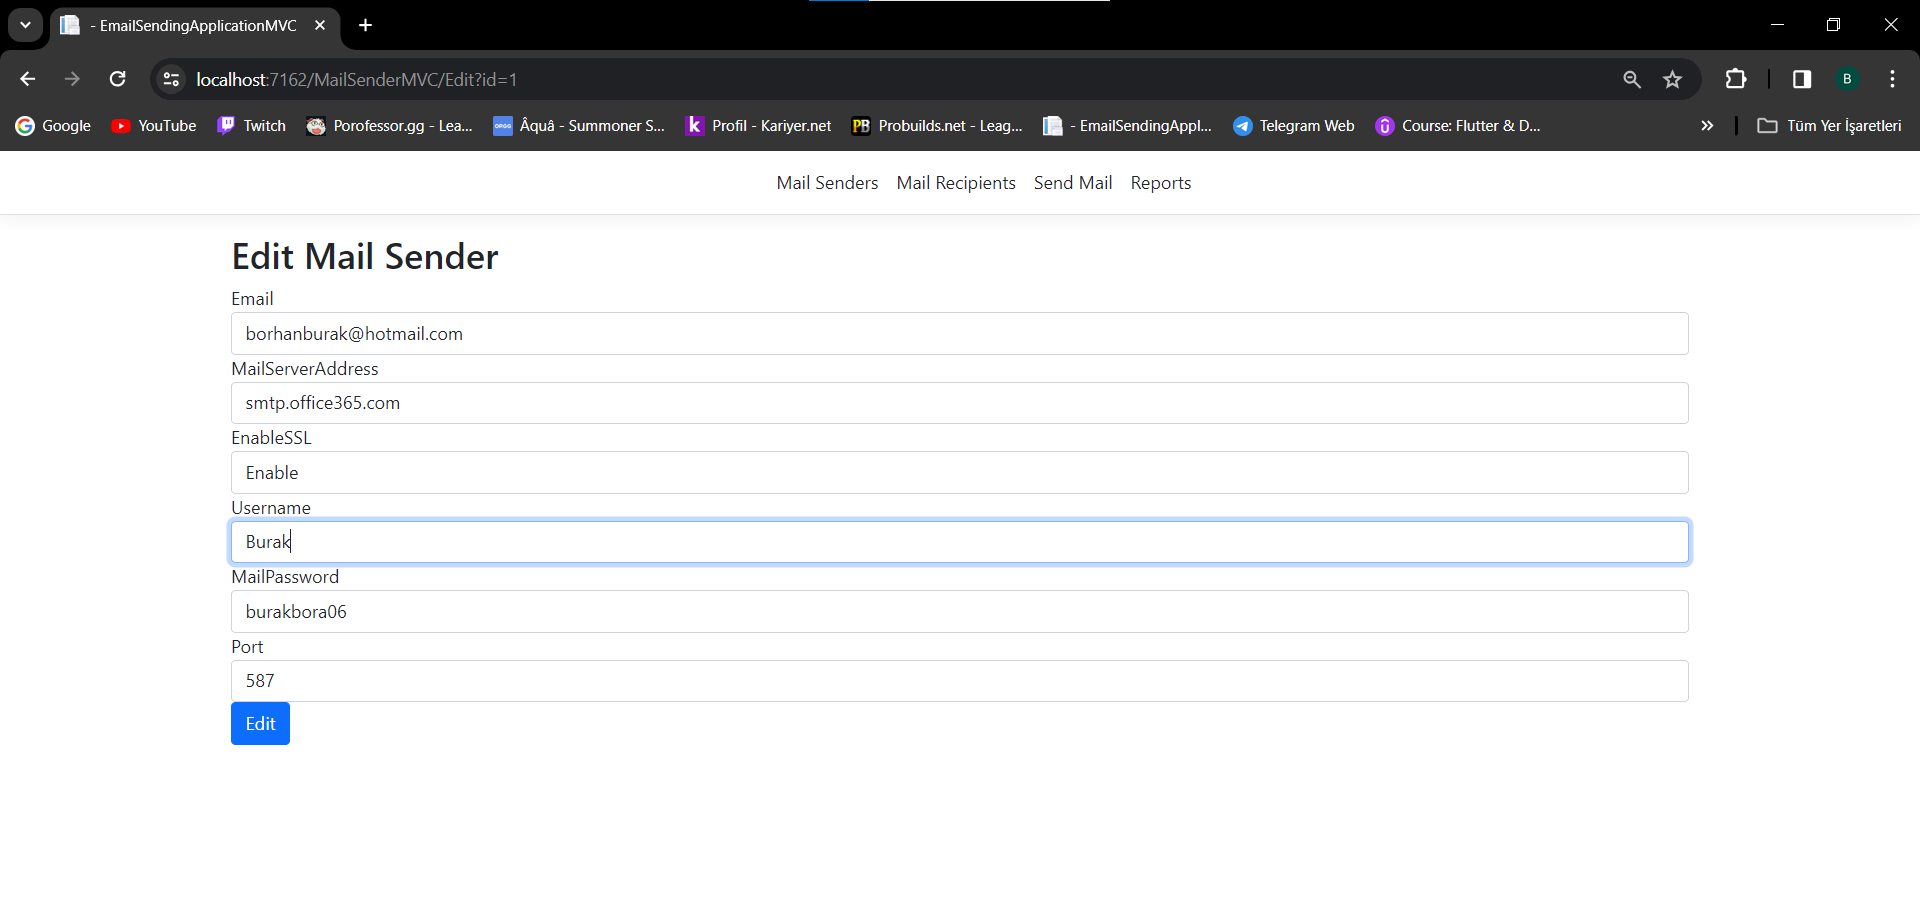 - EmailSendingApplicationMVC
localhost:7162/MailSenderMVC/Edit?id=1
B
Google YouTube Twitch Porofessor.gg - Lea... Âquâ - Summoner S... Profil - Kariyer.net Probuilds.net - Leag... - EmailSendingAppl... Telegram Web Course: Flutter & D... Tüm Yer İşaretleri
Mail Senders Mail Recipients Send Mail Reports
Edit Mail Sender
Email
borhanburak@hotmail.com
MailServerAddress
smtp.office365.com
EnableSSL
Enable
Username
Burak
MailPassword
burakbora06
Port
587
Edit